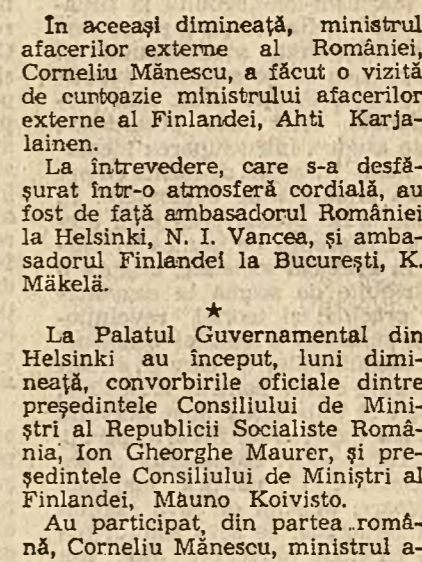 În aceeași dimineață, ministrul
afacerilor externe al României,
Corneliu Mănescu, a făcut o vizită
de curtoazie ministrului afacerilor
externe al Finlandei, Ahti Karja-
lainen.
La întrevedere, care s-a desfă-
șurat într-o atmosferă cordială, au
fost de față ambasadorul României
la Helsinki, N. I. Vancea, și amba-
sadorul Finlandei la București, K.
Mäkelä.
★
La Palatul Guvernamental din
Helsinki au început, luni dimi-
neață, convorbirile oficiale dintre
președintele Consiliului de Mini-
ștri al Republicii Socialiste Româ-
nia, Ion Gheorghe Maurer, și pre-
ședintele Consiliului de Miniștri al
Finlandei, Mauno Koivisto.
Au participat, din partea româ-
nă, Corneliu Mănescu, ministrul a-